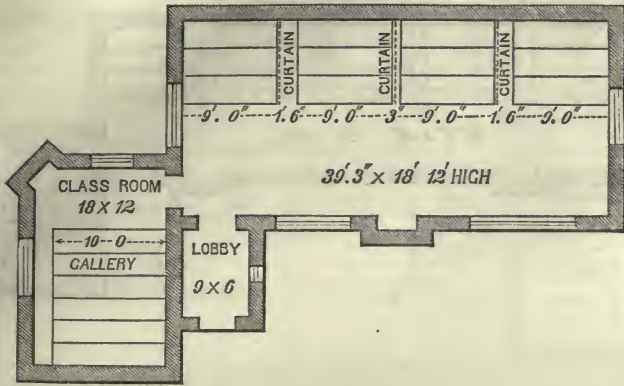 CURTAIN
CURTAIN
CURTAIN
9'. 0" 1'. 6" 9'. 0" 3" 9'. 0" 1'. 6" 9'. 0"
39'. 3" × 18' 12' HIGH
CLASS ROOM
18 × 12
10-0
GALLERY
LOBBY
9 × 6